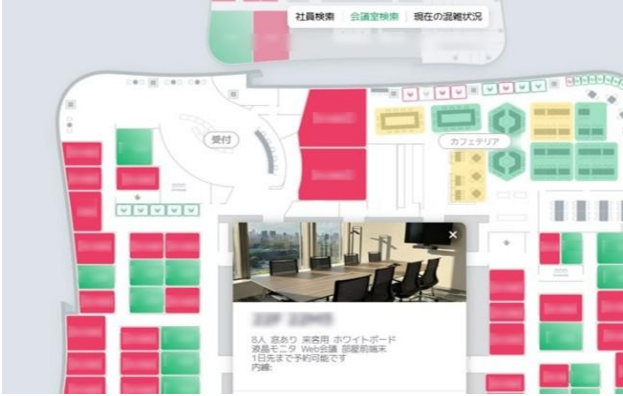 社員検索 会議室検索 現在の混雑状況
受付
カフェテリア
8人 窓あり 来客用 ホワイトボード
液晶モニタ Web会議 部屋前端末
1日先まで予約可能です
内線: